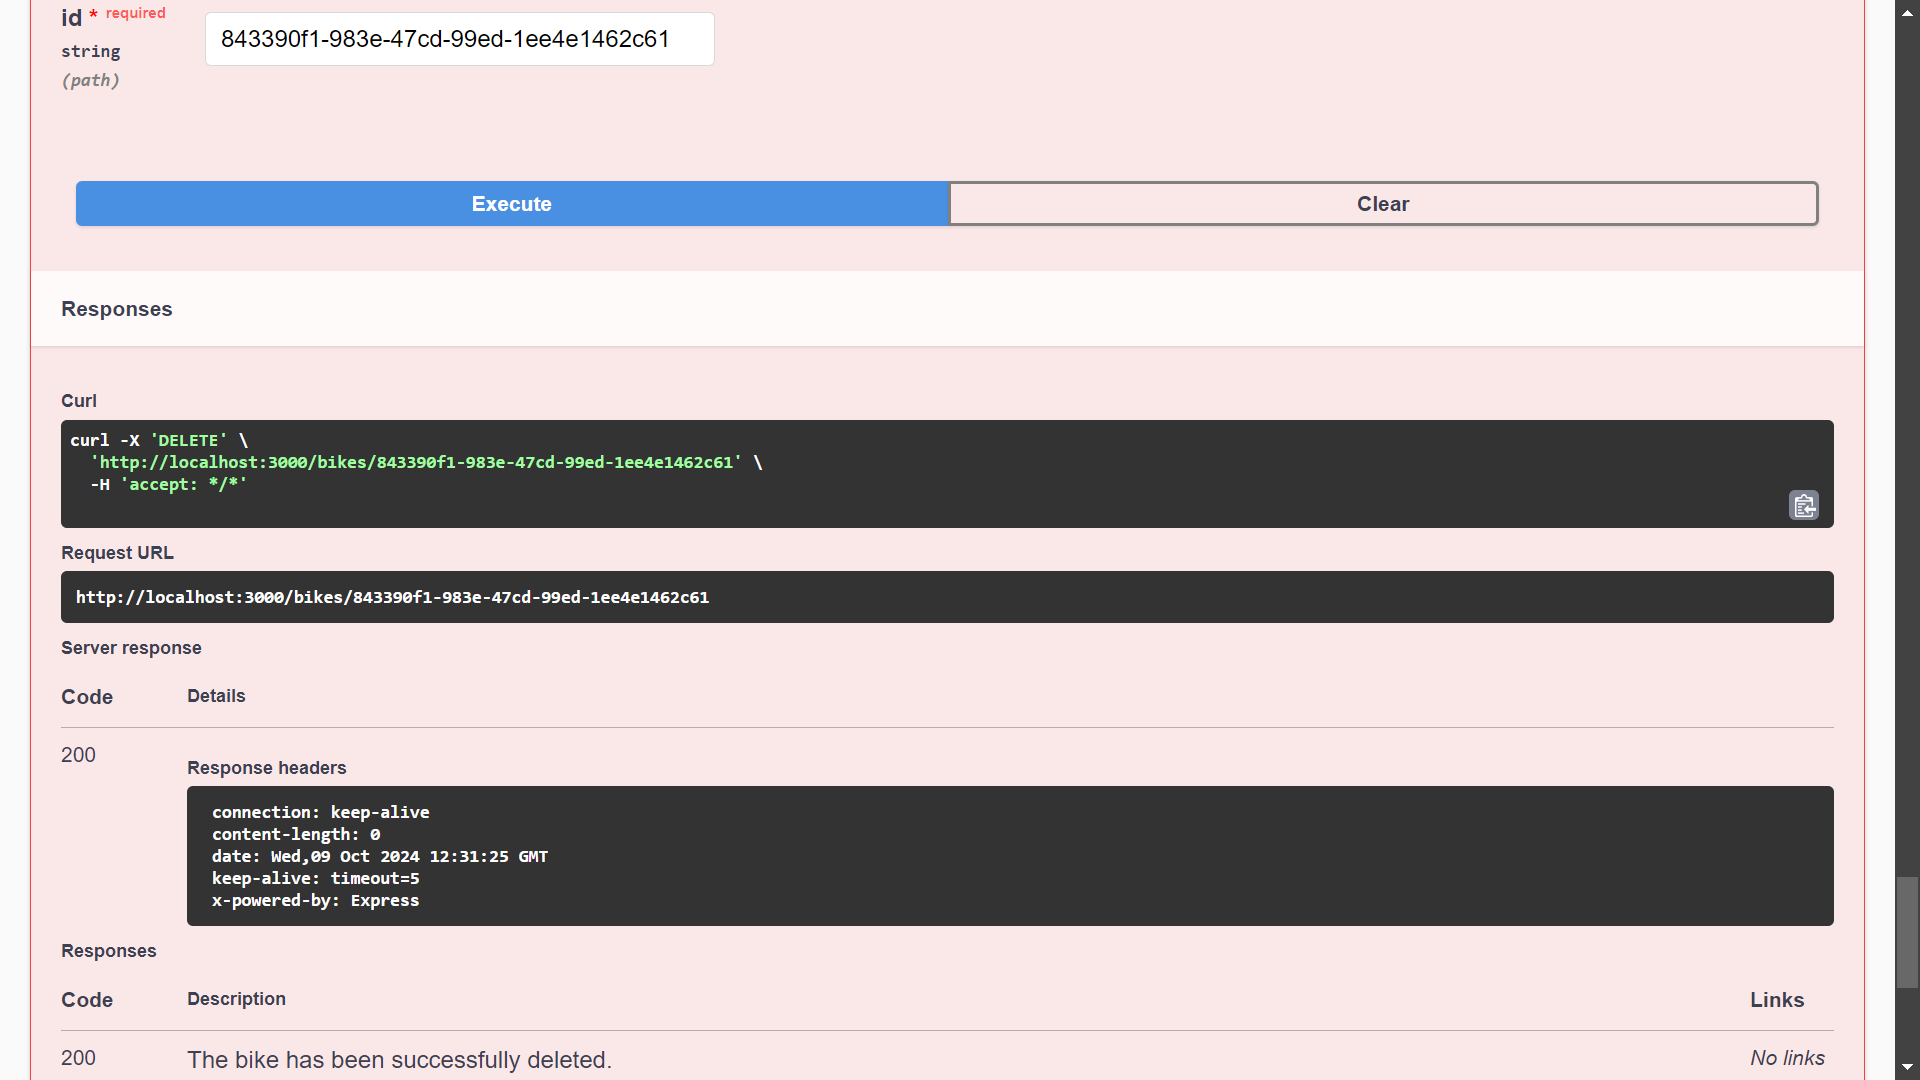 id * required
843390f1-983e-47cd-99ed-1ee4e1462c61
string
(path)
Execute
Clear
Responses
Curl
curl -X 'DELETE' \
'http://localhost:3000/bikes/843390f1-983e-47cd-99ed-1ee4e1462c61' \
-H 'accept: */*'
Request URL
http://localhost:3000/bikes/843390f1-983e-47cd-99ed-1ee4e1462c61
Server response
Code Details
200
Response headers
connection: keep-alive
content-length: 0
date: Wed,09 Oct 2024 12:31:25 GMT
keep-alive: timeout=5
x-powered-by: Express
Responses
Code Description Links
200 The bike has been successfully deleted. No links